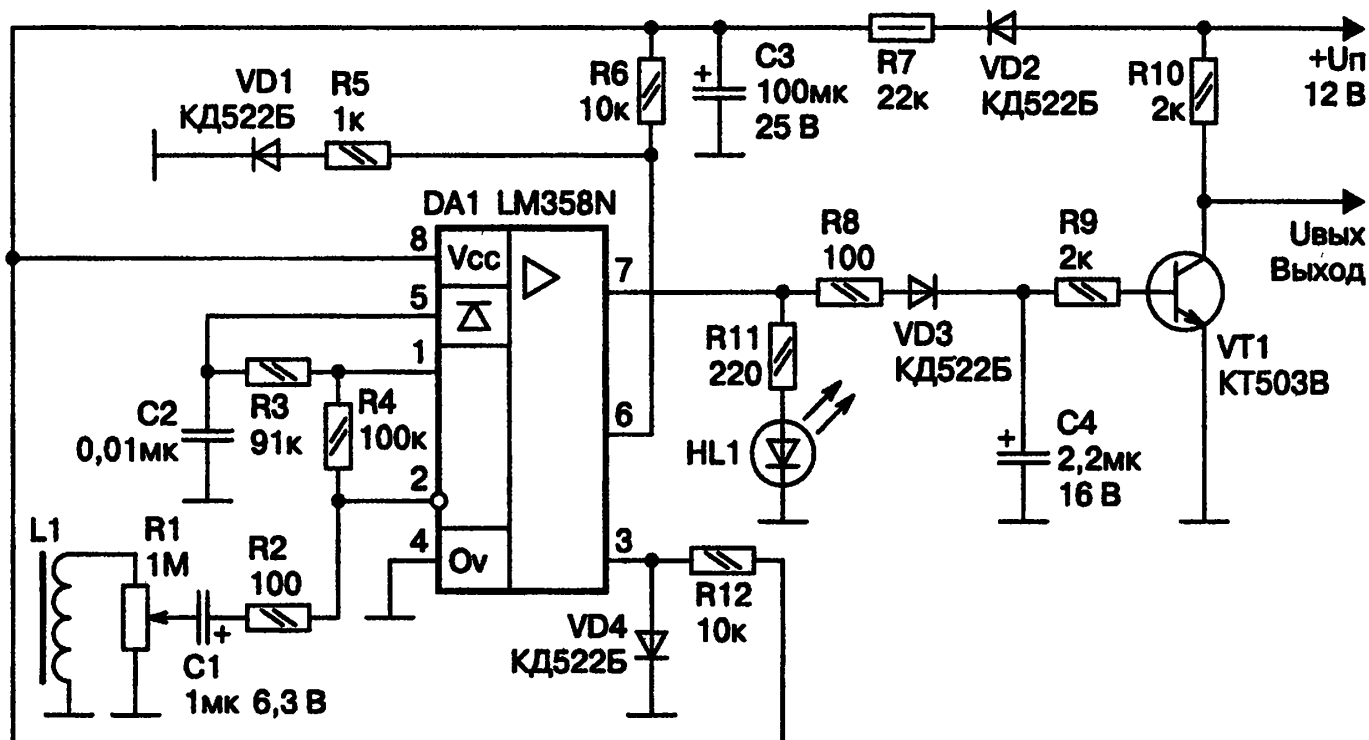 VD1
КД522Б
R5
1к
R6
10к
+
C3
100мк
25 В
R7
22к
VD2
КД522Б
R10
2к
+Uп
12 В
DA1 LM358N
8
Vcc
5
1
2
4
Ov
7
6
3
R8
100
VD3
КД522Б
R9
2к
Uвых
Выход
VT1
КТ503В
R11
220
HL1
+
C4
2,2мк
16 В
C2
0,01мк
R3
91к
R4
100к
L1
R1
1М
R2
100
+
C1
1мк 6,3 В
VD4
КД522Б
R12
10к